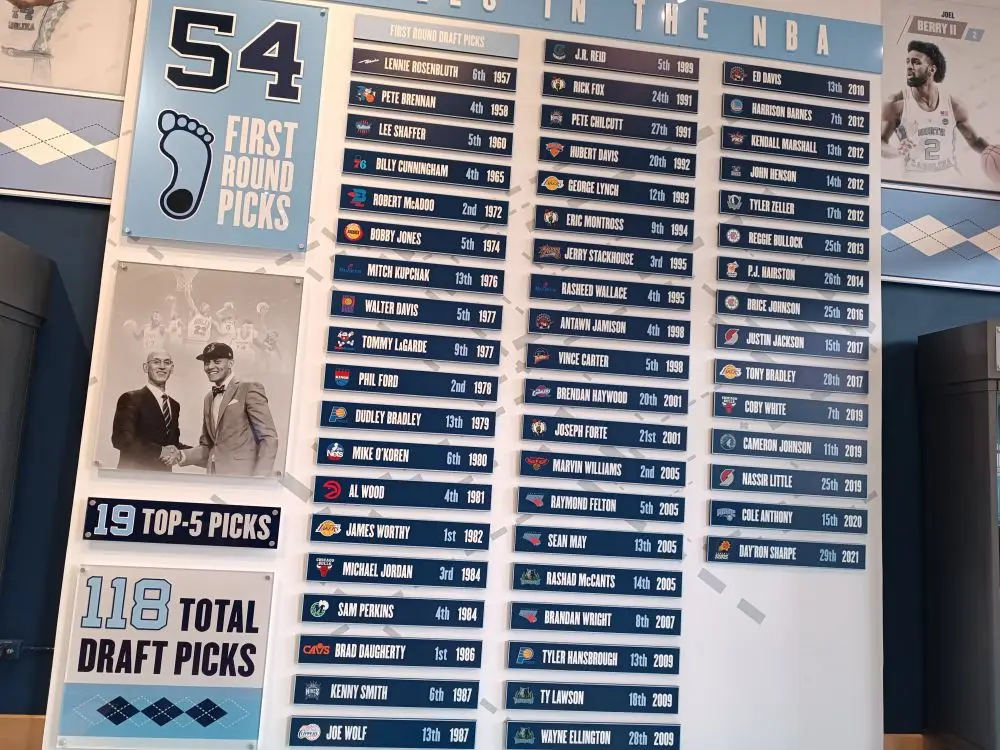 ELS IN THE NBA
54
FIRST
ROUND
PICKS
19 TOP-5 PICKS
118 TOTAL
DRAFT PICKS
FIRST ROUND DRAFT PICKS
LENNIE ROSENBLUTH 6th 1957
PETE BRENNAN 4th 1958
LEE SHAFFER 5th 1960
BILLY CUNNINGHAM 4th 1965
ROBERT McADOO 2nd 1972
BOBBY JONES 5th 1974
MITCH KUPCHAK 13th 1976
WALTER DAVIS 5th 1977
TOMMY LaGARDE 9th 1977
PHIL FORD 2nd 1978
DUDLEY BRADLEY 13th 1979
MIKE O'KOREN 6th 1980
AL WOOD 4th 1981
JAMES WORTHY 1st 1982
MICHAEL JORDAN 3rd 1984
SAM PERKINS 4th 1984
CAVS BRAD DAUGHERTY 1st 1986
KENNY SMITH 6th 1987
JOE WOLF 13th 1987
J.R. REID 5th 1989
RICK FOX 24th 1991
PETE CHILCUTT 27th 1991
HUBERT DAVIS 20th 1992
GEORGE LYNCH 12th 1993
ERIC MONTROSS 9th 1994
JERRY STACKHOUSE 3rd 1995
RASHEED WALLACE 4th 1995
ANTAWN JAMISON 4th 1998
VINCE CARTER 5th 1998
BRENDAN HAYWOOD 20th 2001
JOSEPH FORTE 21st 2001
MARVIN WILLIAMS 2nd 2005
RAYMOND FELTON 5th 2005
SEAN MAY 13th 2005
RASHAD McCANTS 14th 2005
BRANDAN WRIGHT 8th 2007
TYLER HANSBROUGH 13th 2009
TY LAWSON 18th 2009
WAYNE ELLINGTON 28th 2009
ED DAVIS 13th 2010
HARRISON BARNES 7th 2012
KENDALL MARSHALL 13th 2012
JOHN HENSON 14th 2012
TYLER ZELLER 17th 2012
REGGIE BULLOCK 25th 2013
P.J. HAIRSTON 26th 2014
BRICE JOHNSON 25th 2016
JUSTIN JACKSON 15th 2017
TONY BRADLEY 28th 2017
COBY WHITE 7th 2019
CAMERON JOHNSON 11th 2019
NASSIR LITTLE 25th 2019
COLE ANTHONY 15th 2020
DAY'RON SHARPE 29th 2021
JOEL
BERRY II 2
NORTH
2